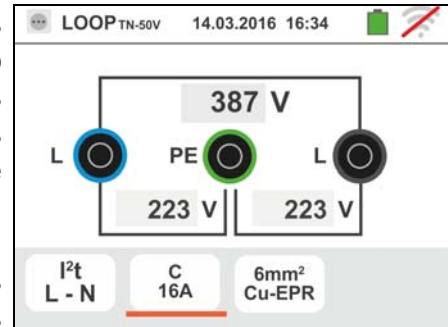 LOOP TN-50V 14.03.2016 16:34
387 V
L PE L
223 V 223 V
I²t C 6mm²
L - N 16A Cu-EPR